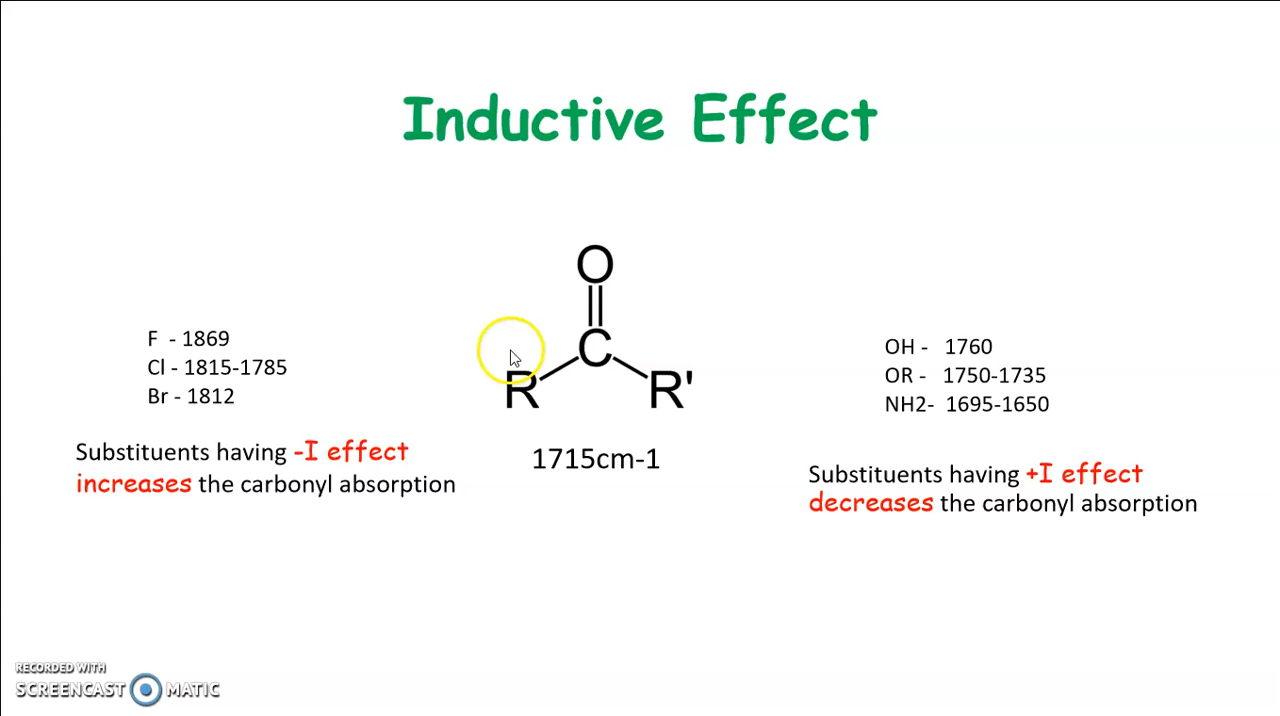 Inductive Effect
O
C
R
R'
1715cm-1
F - 1869
Cl - 1815-1785
Br - 1812
Substituents having -I effect
increases the carbonyl absorption
OH - 1760
OR - 1750-1735
NH2- 1695-1650
Substituents having +I effect
decreases the carbonyl absorption
RECORDED WITH
SCREENCAST MATIC